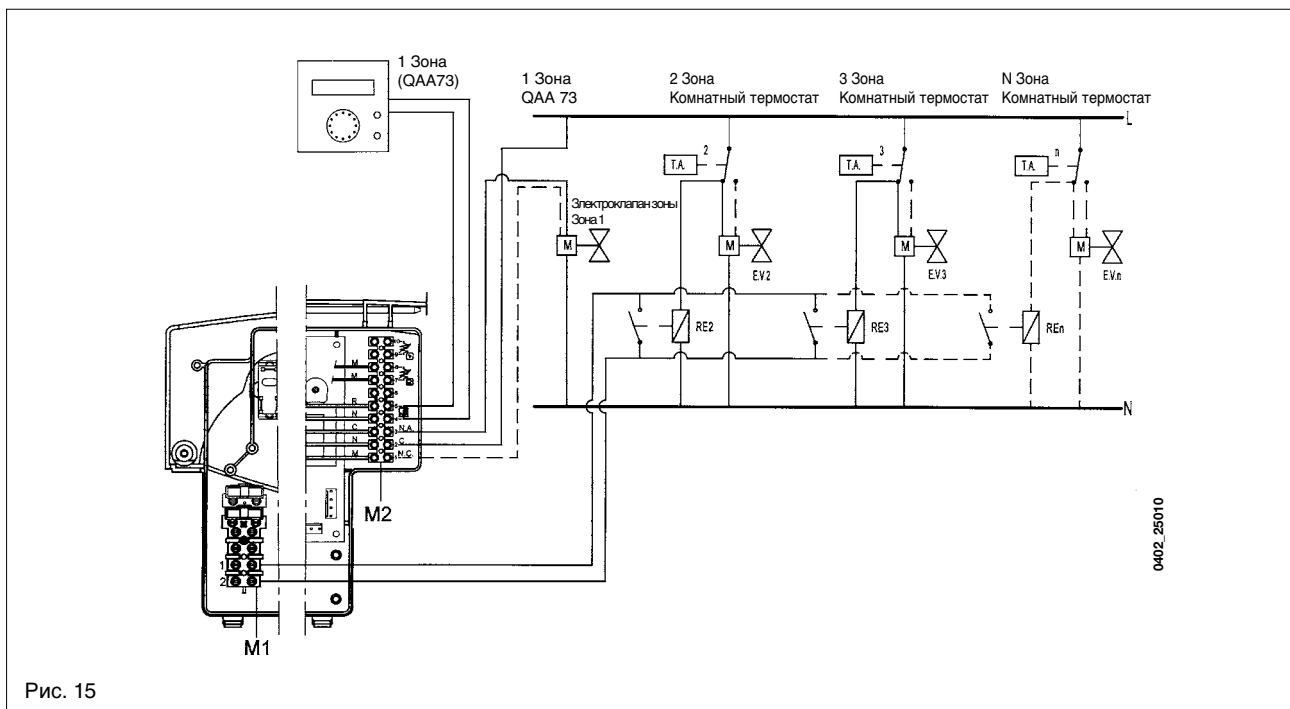 1 Зона
(QAA73)
1 Зона
QAA 73
2 Зона
Комнатный термостат
3 Зона
Комнатный термостат
N Зона
Комнатный термостат
L
T.A.
2
T.A.
3
T.A.
n
Электроклапан зоны
Зона 1
M
M
E.V.2
M
E.V.3
M
E.V.n
RE2
RE3
REn
N
M
M
R
N
C
N
M
N.A.
C
N.C.
M2
1
2
M1
0402_25010
Рис. 15